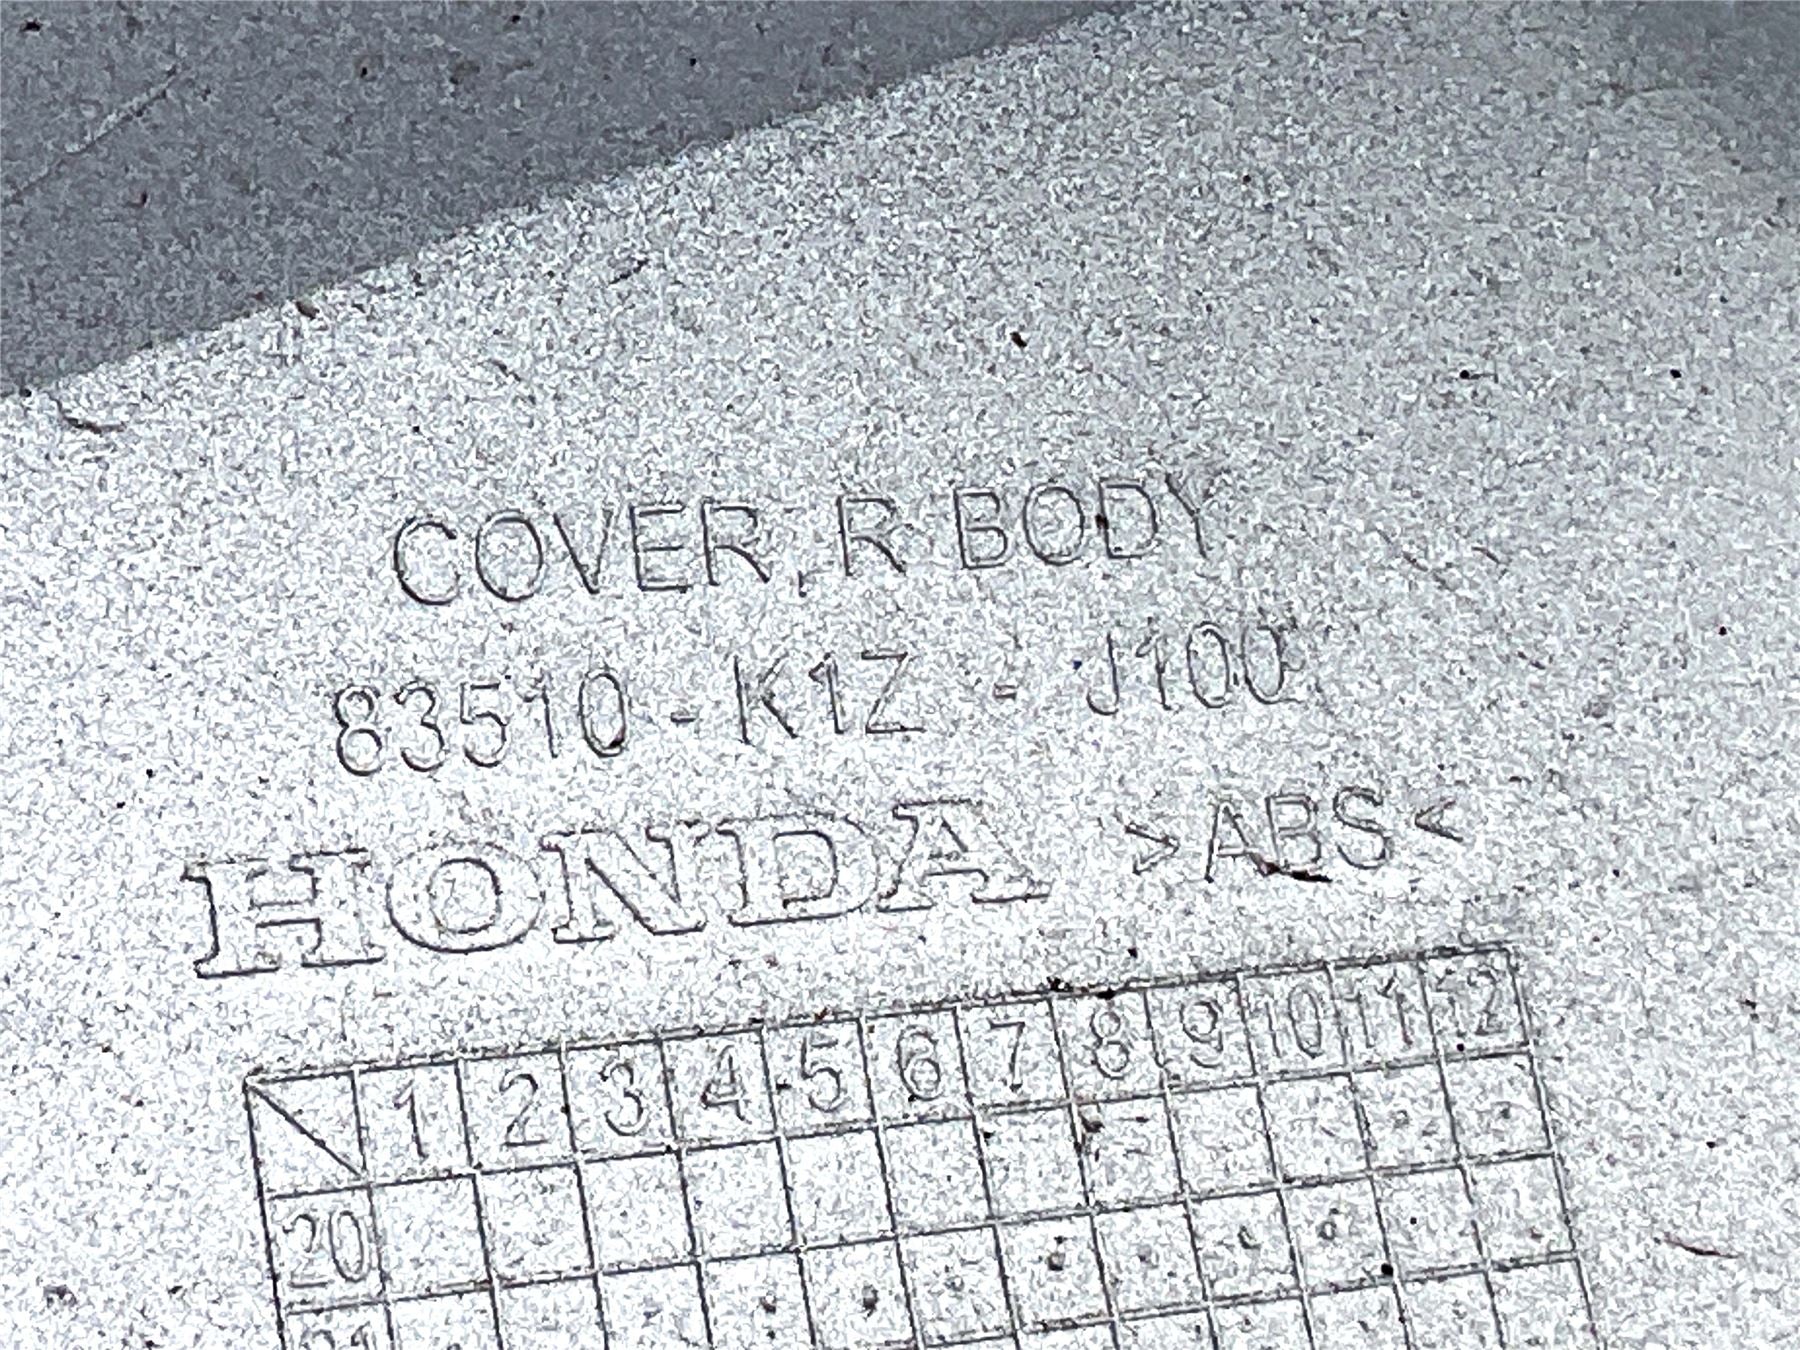 COVER, R BODY
83510 - K1Z - J100
HONDA >ABS<
1 2 3 4 5 6 7 8 9 10 11 12
20
21